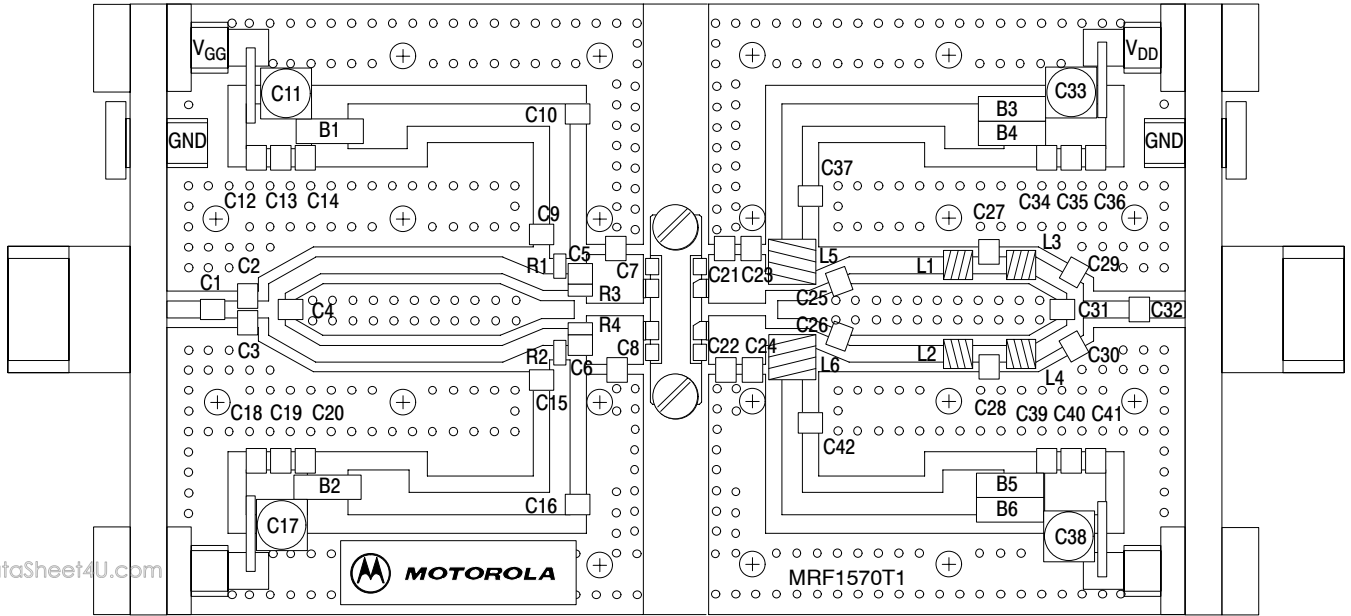 VGG
VDD
C11
C33
B1
C10
B3
B4
GND
GND
C37
C12 C13 C14
C9
C27
C34 C35 C36
C2
R1
C5
C7
C21 C23
L5
L1
L3
C29
C1
R3
C25
C4
C31
C32
R4
C26
C3
R2
C6
C8
C22 C24
L6
L2
L4
C30
C18 C19 C20
C15
C28
C39 C40 C41
C42
B2
C16
B5
B6
C17
C38
MOTOROLA
MRF1570T1
ataSheet4U.com